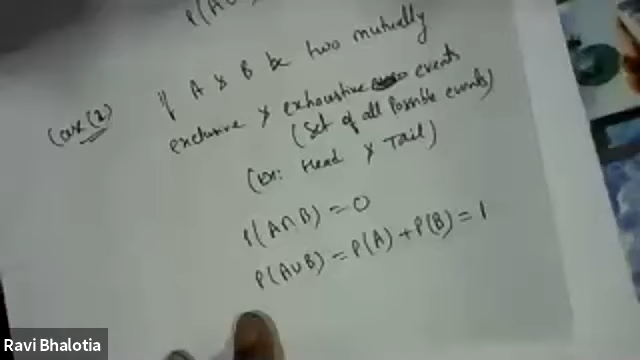 P(AU
Case (2) If A & B be two mutually
exclusive & exhaustive events
(Set of all Possible events)
(Ex: Head & Tail)
P(A∩B) = 0
P(A∪B) = P(A) + P(B) = 1
Ravi Bhalotia